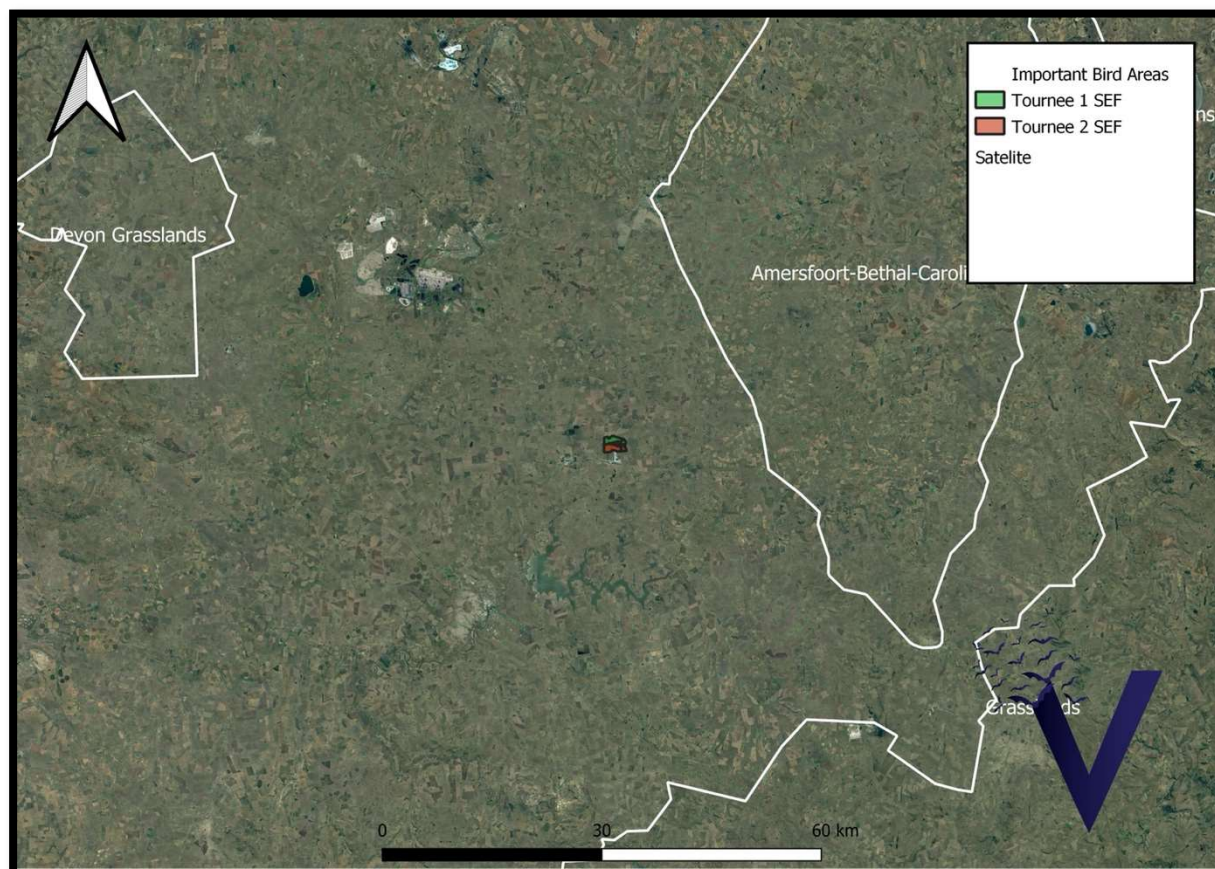 Important Bird Areas
Tournee 1 SEF
Tournee 2 SEF
Satelite
ns
Devon Grasslands
Amersfoort-Bethal-Caroli
Grasslands
0 30 60 km